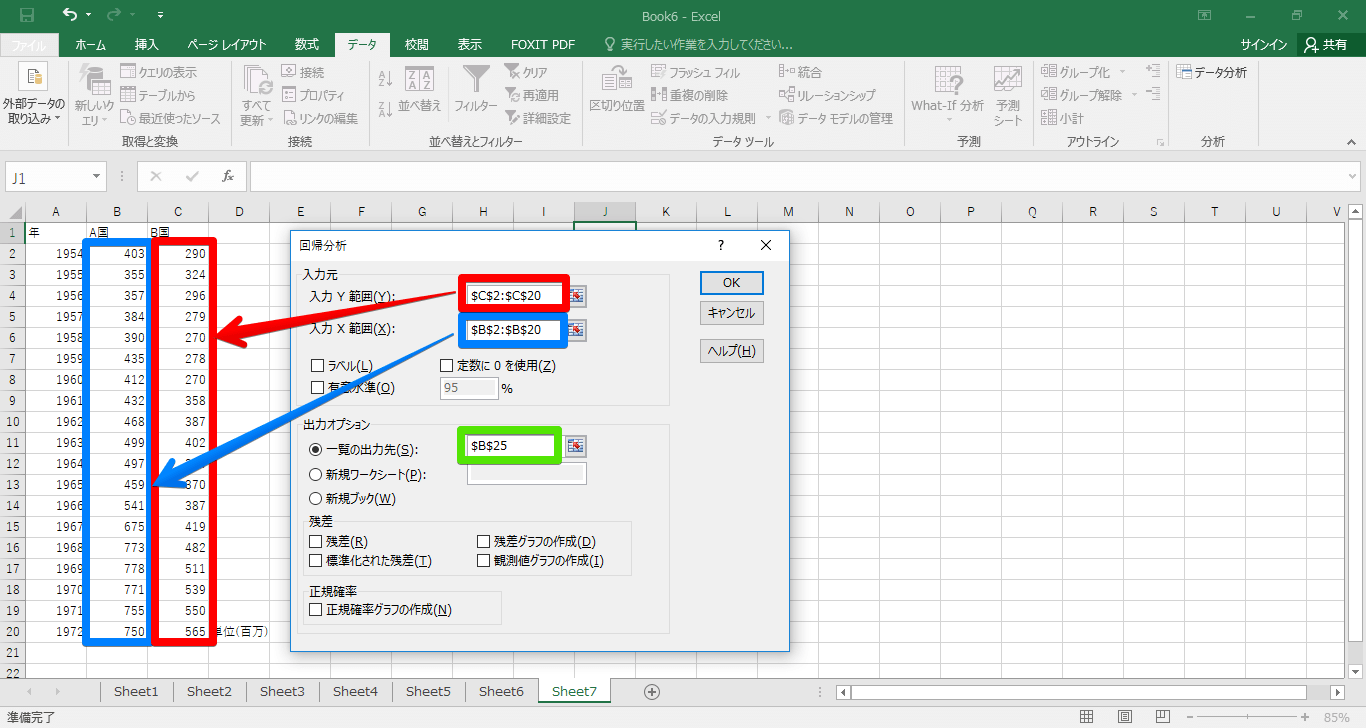 Book6 - Excel
ファイル ホーム 挿入 ページ レイアウト 数式 データ 校閲 表示 FOXIT PDF 実行したい作業を入力してください... サインイン 共有
外部データの取り込み
新しいクエリ
クエリの表示
テーブルから
最近使ったソース
取得と変換
すべて更新
接続
プロパティ
リンクの編集
接続
並べ替え
フィルター
クリア
再適用
詳細設定
並べ替えとフィルター
区切り位置
フラッシュ フィル
重複の削除
データの入力規則
統合
リレーションシップ
データ モデルの管理
データ ツール
What-If 分析
予測シート
予測
グループ化
グループ解除
小計
アウトライン
データ分析
分析
J1
fx
A B C D E F G H I J K L M N O P Q R S T U V
1 年 A国 B国
2 1954 403 290
3 1955 355 324
4 1956 357 296
5 1957 384 279
6 1958 390 270
7 1959 435 278
8 1960 412 270
9 1961 432 358
10 1962 468 387
11 1963 499 402
12 1964 497
13 1965 459 370
14 1966 541 387
15 1967 675 419
16 1968 773 482
17 1969 778 511
18 1970 771 539
19 1971 755 550
20 1972 750 565 単位(百万)
21
22
回帰分析 ?
入力元
入力 Y 範囲(Y): $C$2:$C$20
入力 X 範囲(X): $B$2:$B$20
ラベル(L) 定数に 0 を使用(Z)
有意水準(O) 95 %
出力オプション
一覧の出力先(S): $B$25
新規ワークシート(P):
新規ブック(W)
残差
残差(R) 残差グラフの作成(D)
標準化された残差(T) 観測値グラフの作成(I)
正規確率
正規確率グラフの作成(N)
OK
キャンセル
ヘルプ(H)
Sheet1 Sheet2 Sheet3 Sheet4 Sheet5 Sheet6 Sheet7
準備完了 85%